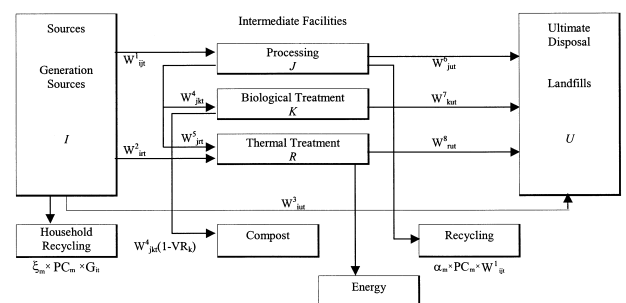 Intermediate Facilities
Sources
Generation
Sources
I
Ultimate
Disposal
Landfills
U
W¹ijt
Processing
J
W⁶jut
W⁴jkt
Biological Treatment
K
W⁷kut
W⁵jrt
Thermal Treatment
R
W⁸rut
W²irt
W³iut
Household
Recycling
ξm × PCm × Git
W⁴jkt(1-VRk)
Compost
Recycling
αm × PCm × W¹ijt
Energy